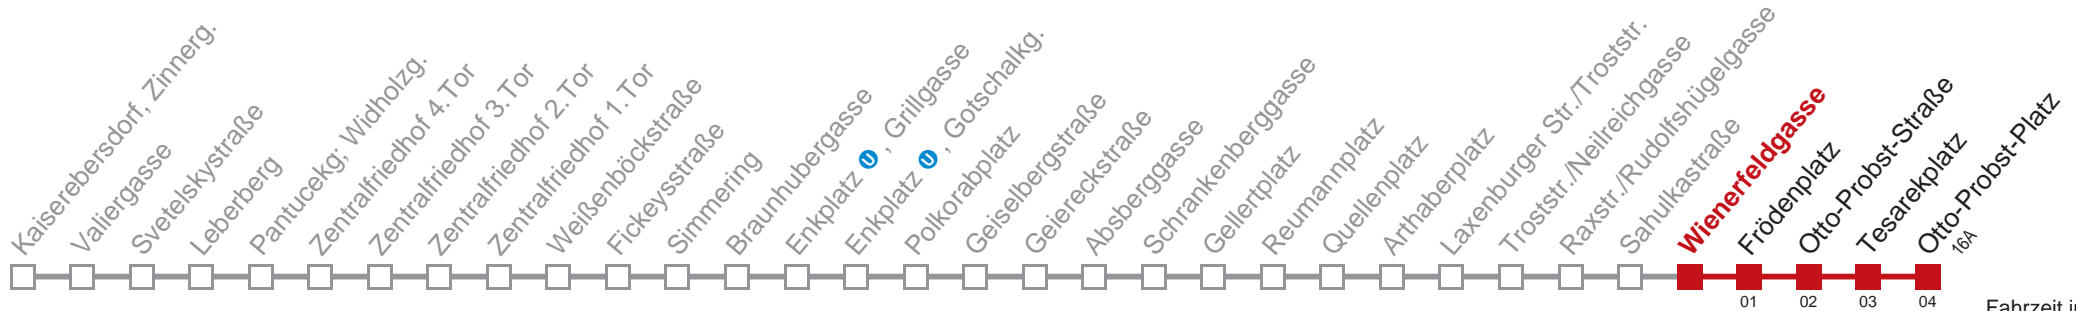 Kaiserebersdorf, Zinnerg.
Valiergasse
Svetelskystraße
Leberberg
Pantucekg; Widholzg.
Zentralfriedhof 4.Tor
Zentralfriedhof 3.Tor
Zentralfriedhof 2.Tor
Zentralfriedhof 1.Tor
Weißenböckstraße
Fickeysstraße
Simmering
Braunhubergasse
Enkplatz U , Grillgasse
Enkplatz U , Gotschalkg.
Polkorabplatz
Geiselbergstraße
Geiereckstraße
Absberggasse
Schrankenberggasse
Gellertplatz
Reumannplatz
Quellenplatz
Arthaberplatz
Laxenburger Str./Troststr.
Troststr./Neilreichgasse
Raxstr./Rudolfshügelgasse
Sahulkastraße
Wienerfeldgasse
Frödenplatz
Otto-Probst-Straße
Tesarekplatz
Otto-Probst-Platz
16A
01 02 03 04
Fahrzeit